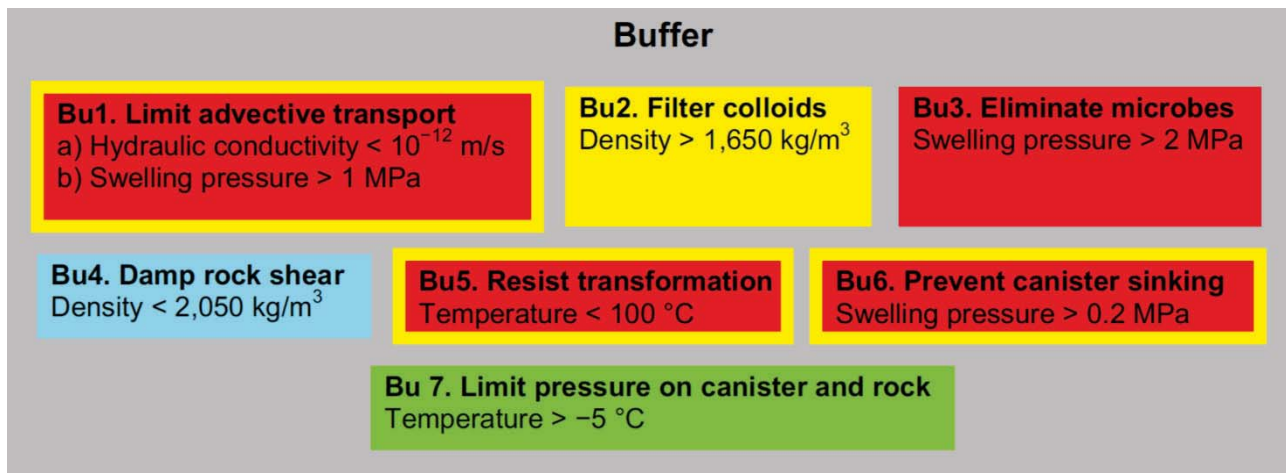 Buffer
Bu1. Limit advective transport
a) Hydraulic conductivity < 10⁻¹² m/s
b) Swelling pressure > 1 MPa
Bu2. Filter colloids
Density > 1,650 kg/m³
Bu3. Eliminate microbes
Swelling pressure > 2 MPa
Bu4. Damp rock shear
Density < 2,050 kg/m³
Bu5. Resist transformation
Temperature < 100 °C
Bu6. Prevent canister sinking
Swelling pressure > 0.2 MPa
Bu 7. Limit pressure on canister and rock
Temperature > −5 °C